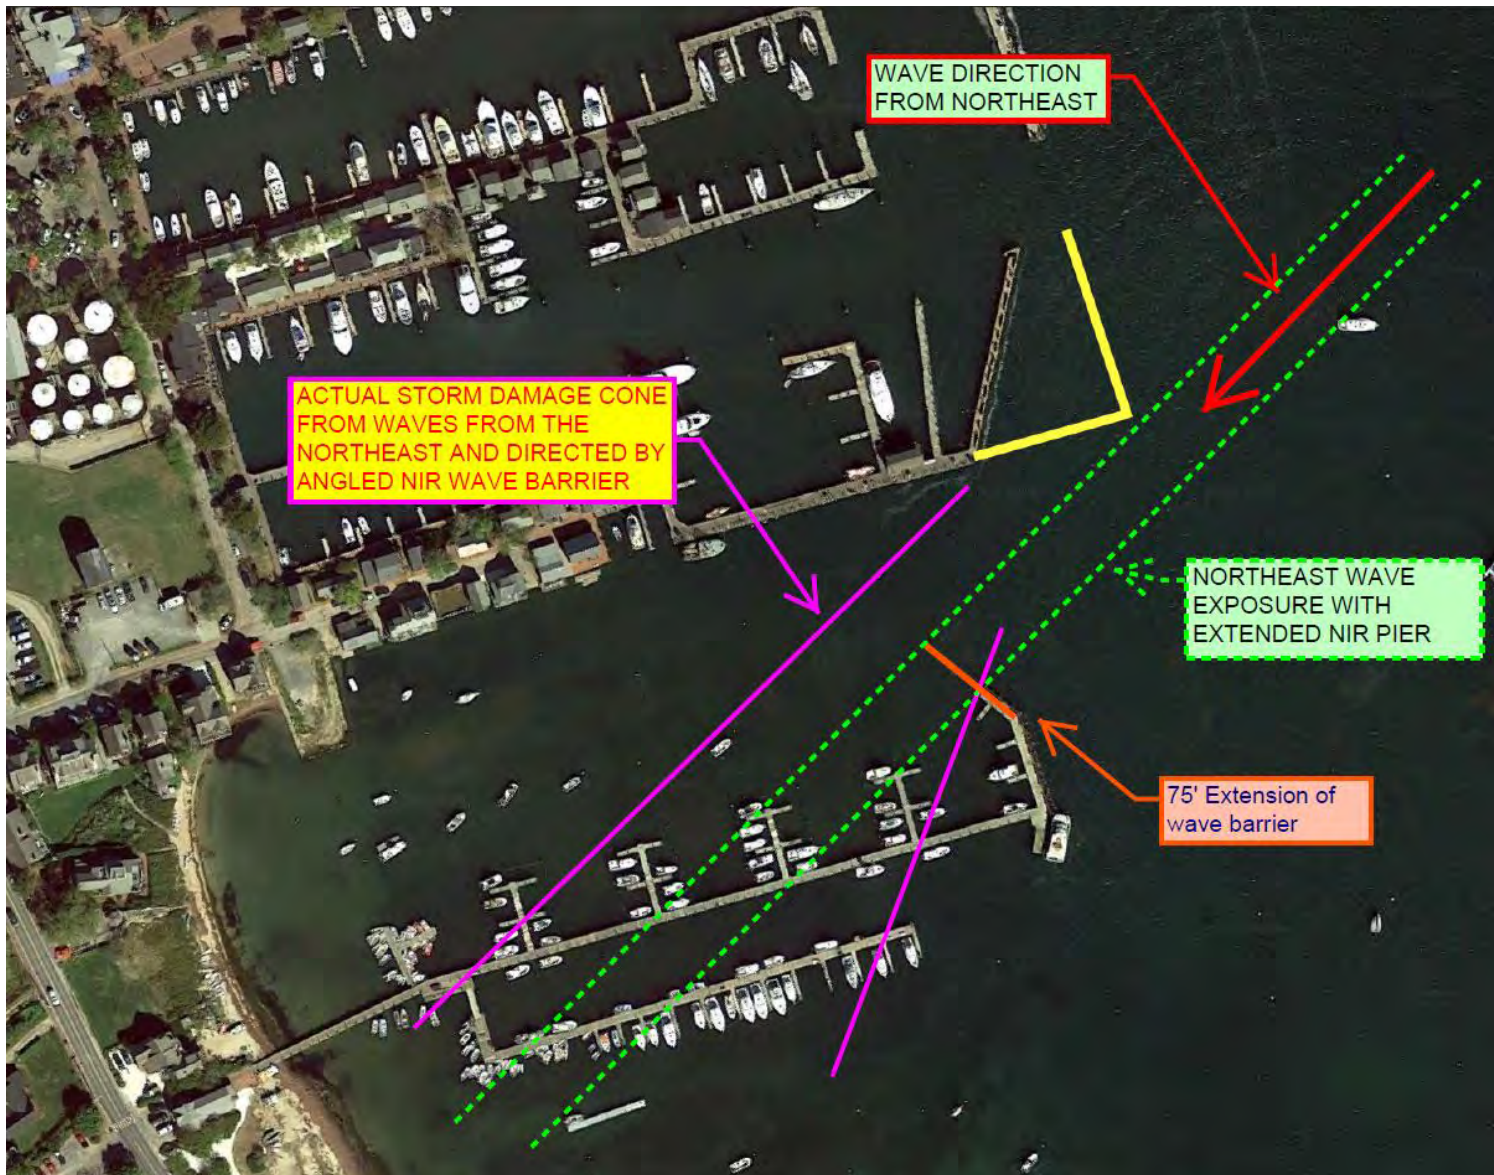 WAVE DIRECTION
FROM NORTHEAST
ACTUAL STORM DAMAGE CONE
FROM WAVES FROM THE
NORTHEAST AND DIRECTED BY
ANGLED NIR WAVE BARRIER
NORTHEAST WAVE
EXPOSURE WITH
EXTENDED NIR PIER
75' Extension of
wave barrier